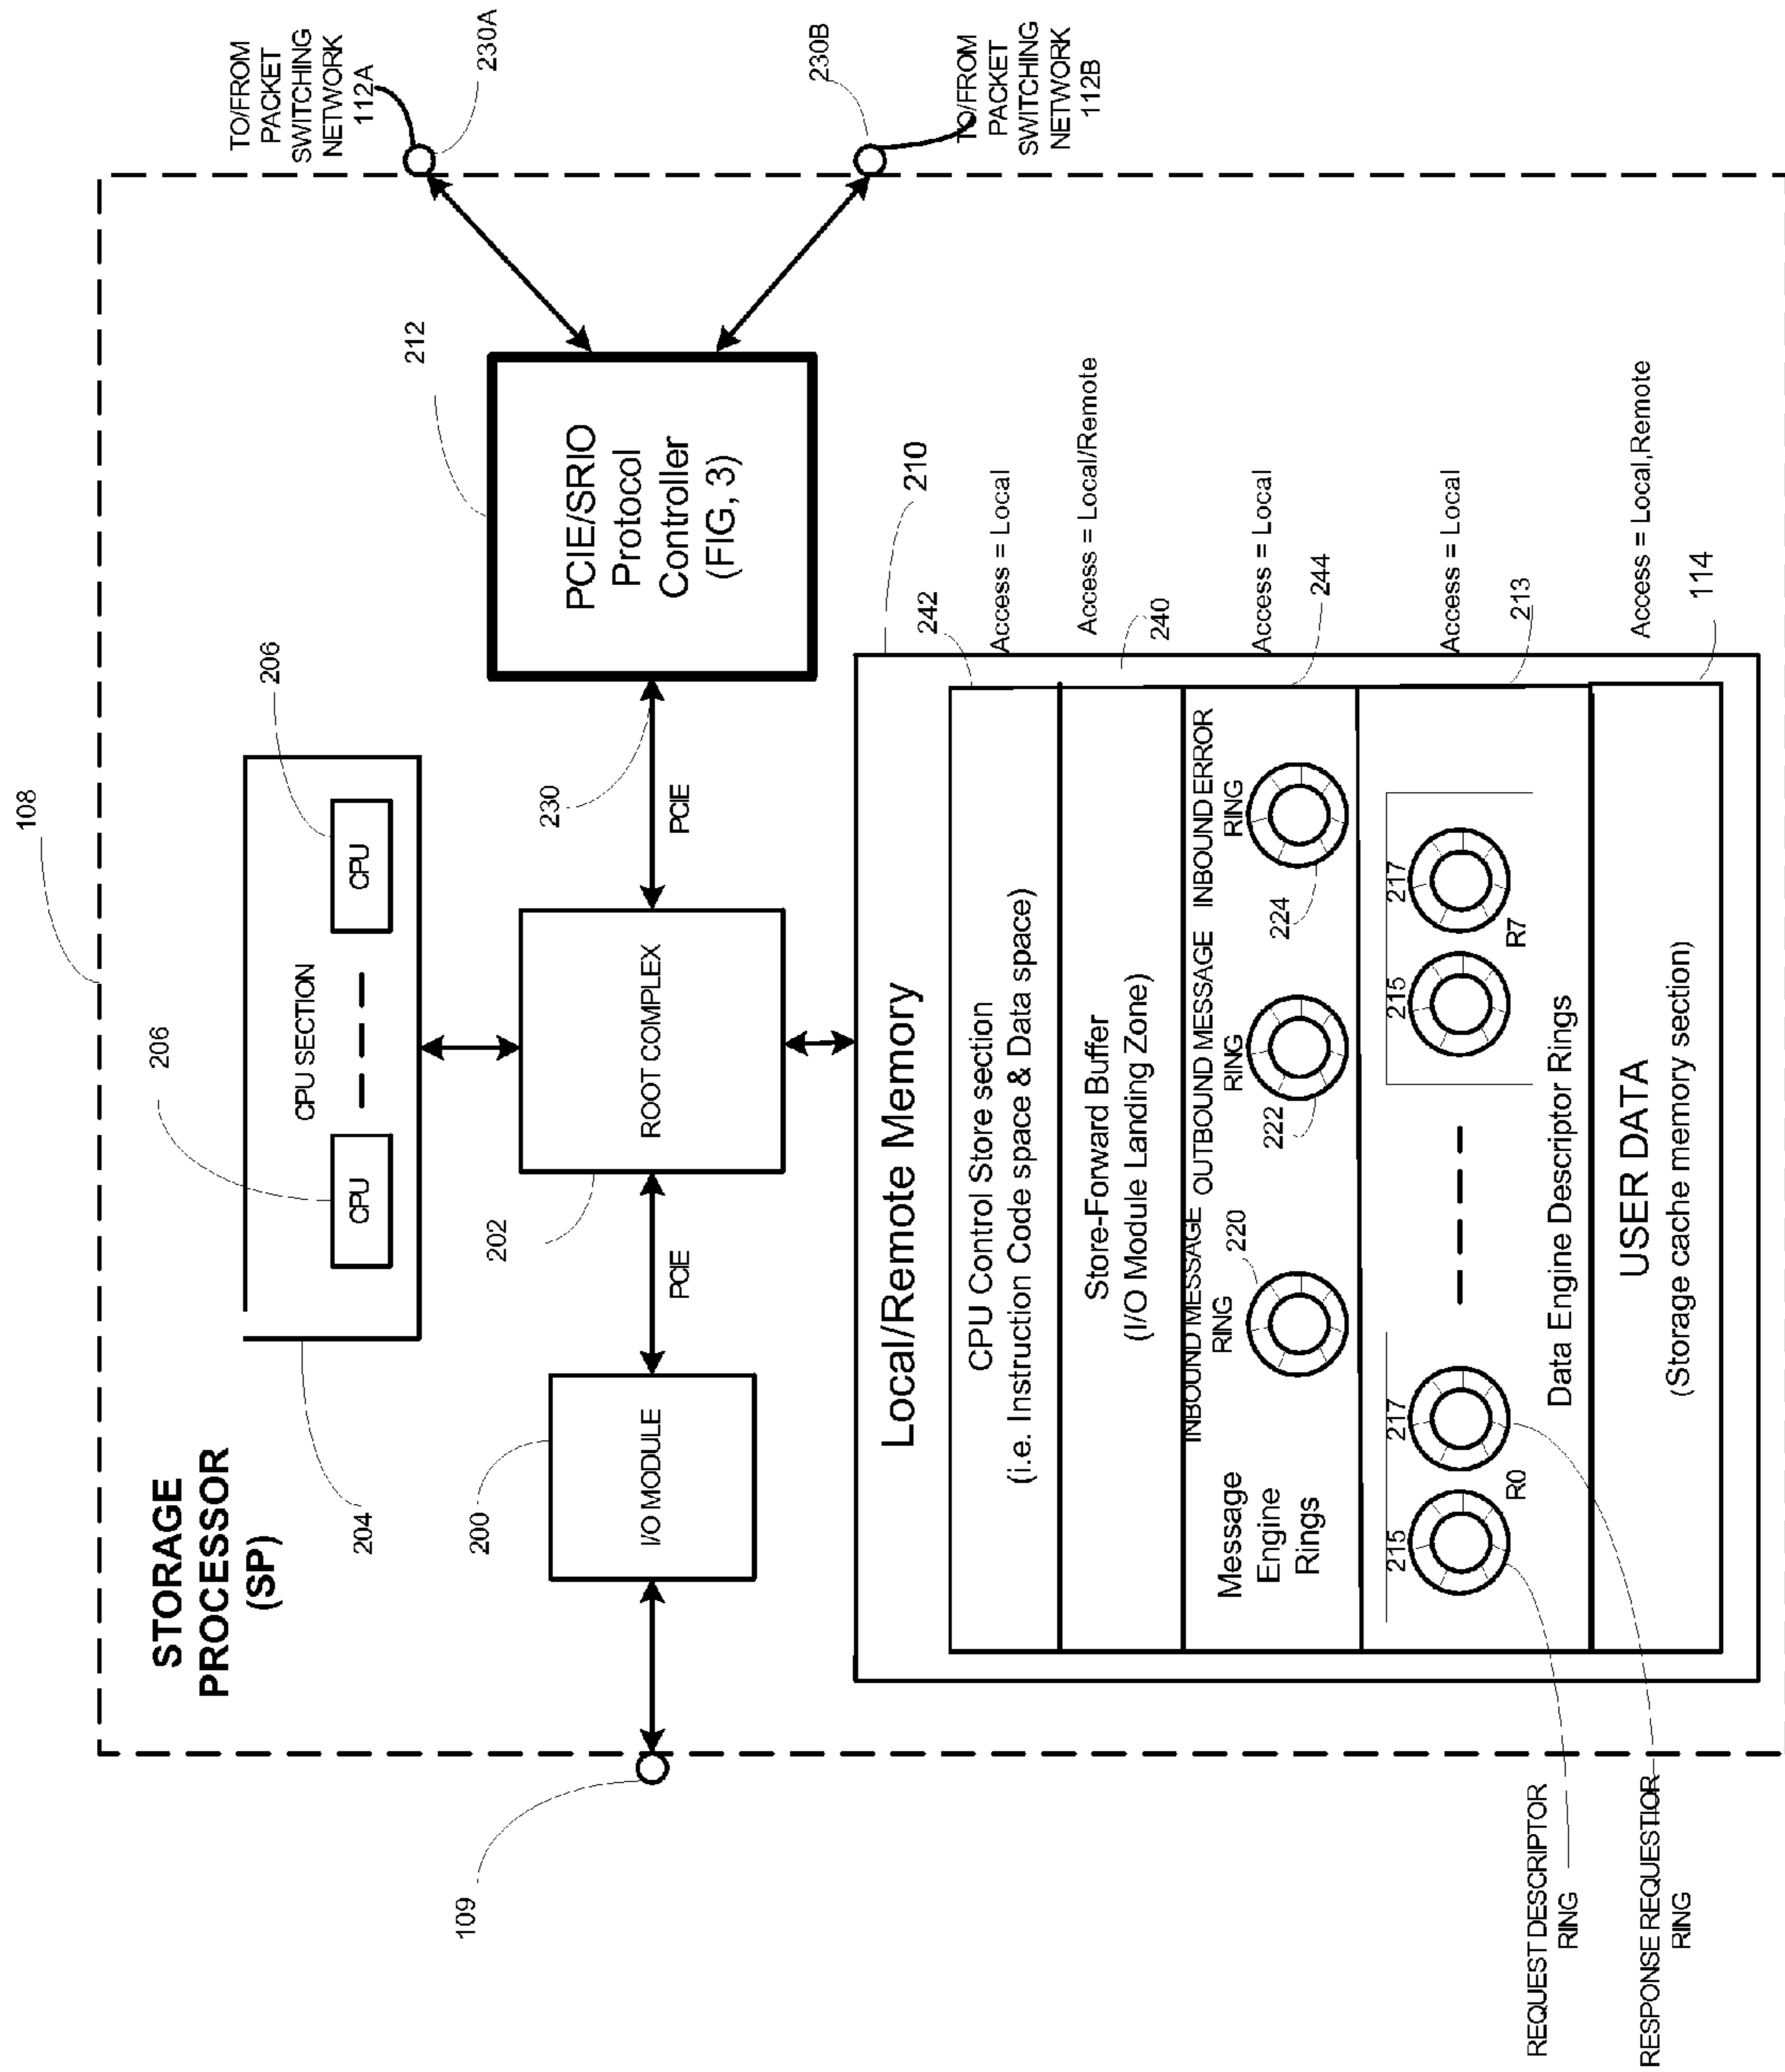 108
STORAGE
PROCESSOR
(SP)
204
206
206
CPU SECTION
CPU
CPU
212
TO/FROM
PACKET
SWITCHING
NETWORK
112A
230A
109
200
I/O MODULE
PCIE
202
ROOT COMPLEX
230
PCIE
PCIE/SRIO
Protocol
Controller
(FIG, 3)
230B
TO/FROM
PACKET
SWITCHING
NETWORK
112B
Local/Remote Memory
210
242
Access = Local
CPU Control Store section
(i.e. Instruction Code space & Data space)
Access = Local/Remote
Store-Forward Buffer
(I/O Module Landing Zone)
240
INBOUND MESSAGE
RING
OUTBOUND MESSAGE
RING
INBOUND ERROR
RING
Message
Engine
Rings
220
222
224
Access = Local
244
215
217
215
217
R0
R7
Access = Local
213
Data Engine Descriptor Rings
USER DATA
(Storage cache memory section)
Access = Local,Remote
114
REQUEST DESCRIPTOR
RING
RESPONSE REQUESTIOR
RING